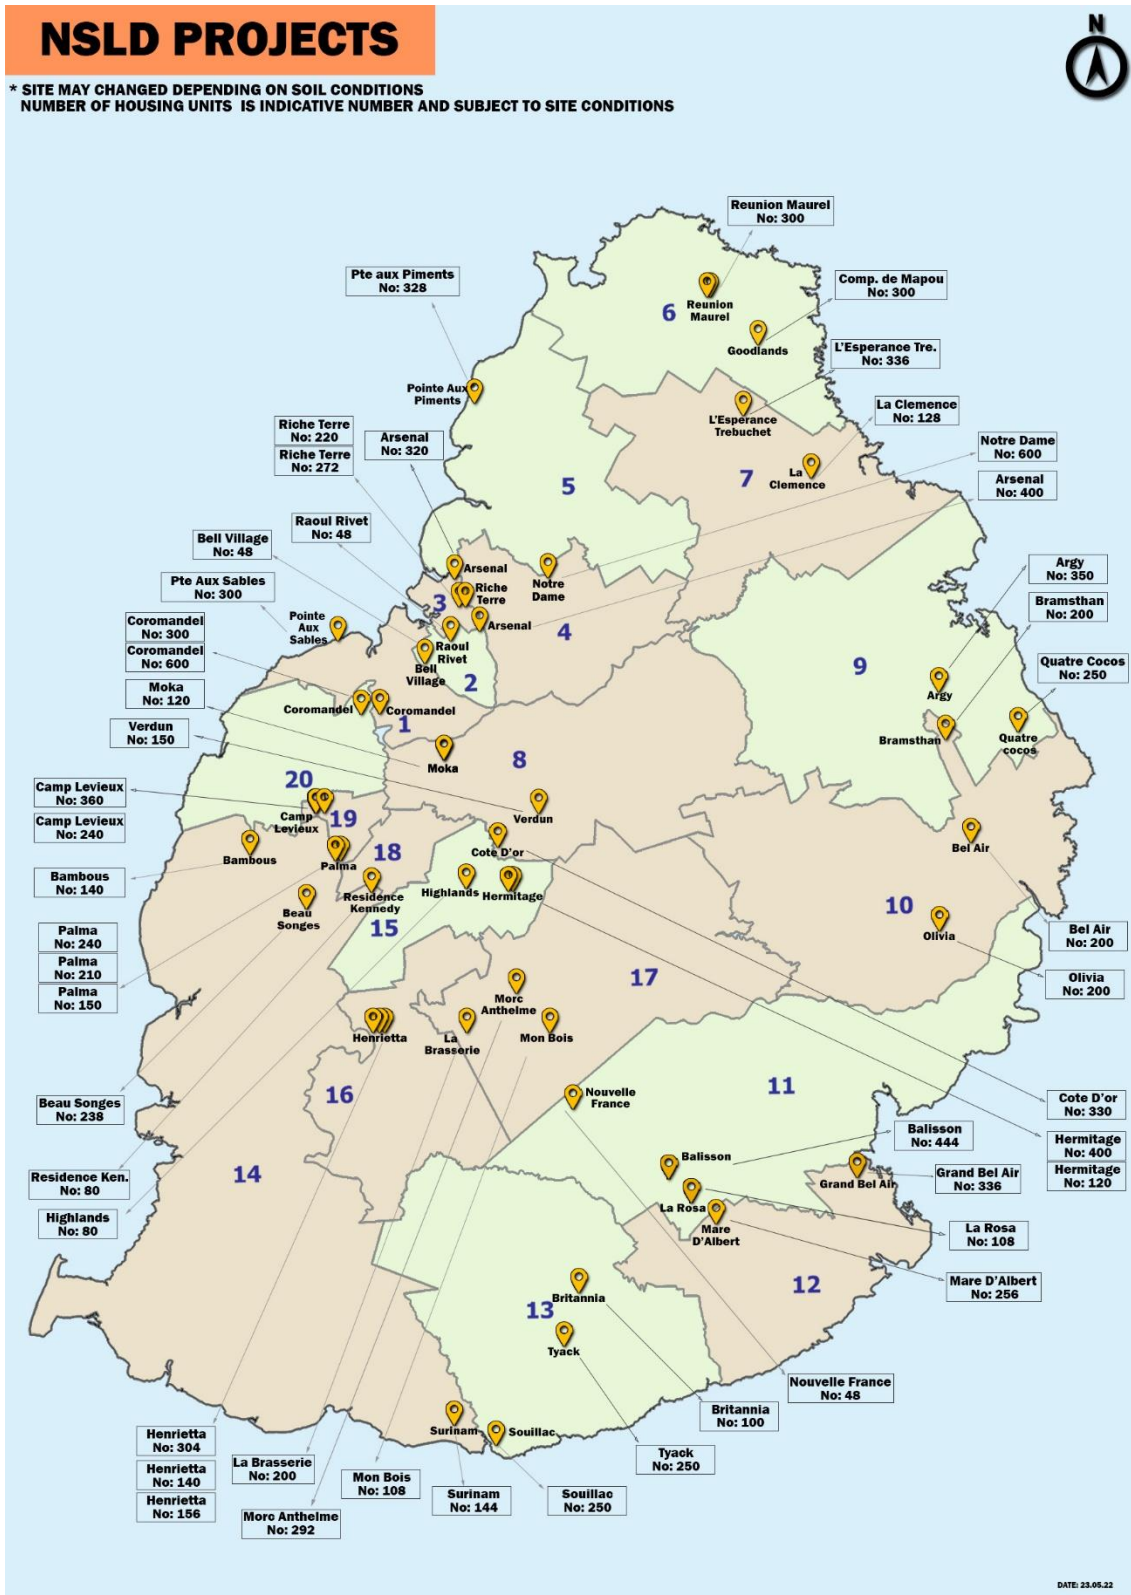 NSLD PROJECTS
N
* SITE MAY CHANGED DEPENDING ON SOIL CONDITIONS
NUMBER OF HOUSING UNITS IS INDICATIVE NUMBER AND SUBJECT TO SITE CONDITIONS
Reunion Maurel
No: 300
Pte aux Piments
No: 328
Comp. de Mapou
No: 300
Reunion
Maurel
6
Goodlands
L'Esperance Tre.
No: 336
Pointe Aux
Piments
La Clemence
No: 128
L'Esperance
Trebuchet
Riche Terre
No: 220
Riche Terre
No: 272
Arsenal
No: 320
Notre Dame
No: 600
La
Clemence
7
5
Arsenal
No: 400
Raoul Rivet
No: 48
Bell Village
No: 48
Arsenal
Argy
No: 350
Pte Aux Sables
No: 300
Riche
Terre
Notre
Dame
3
Bramsthan
No: 200
Pointe
Aux
Sables
Coromandel
No: 300
Coromandel
No: 600
Arsenal
4
Raoul
Rivet
Bell
Village
2
9
Quatre Cocos
No: 250
Moka
No: 120
Argy
Coromandel
Coromandel
1
Verdun
No: 150
Bramsthan
Quatre
cocos
Moka
8
20
Camp Levieux
No: 360
Camp Levieux
No: 240
Camp
Levieux
19
Verdun
Bambous
Palma
18
Cote D'or
Bel Air
Bambous
No: 140
Residence
Kennedy
Highlands
Hermitage
Beau
Songes
15
10
Olivia
Palma
No: 240
Palma
No: 210
Palma
No: 150
Bel Air
No: 200
Olivia
No: 200
17
Morc
Anthelme
Henrietta
La
Brasserie
Mon Bois
16
11
Nouvelle
France
Beau Songes
No: 238
Cote D'or
No: 330
Balisson
No: 444
Hermitage
No: 400
Hermitage
No: 120
14
Balisson
Grand Bel Air
Grand Bel Air
No: 336
Residence Ken.
No: 80
Highlands
No: 80
La Rosa
Mare
D'Albert
La Rosa
No: 108
Mare D'Albert
No: 256
12
Britannia
13
Tyack
Nouvelle France
No: 48
Britannia
No: 100
Surinam
Souillac
Henrietta
No: 304
Henrietta
No: 140
Henrietta
No: 156
La Brasserie
No: 200
Mon Bois
No: 108
Tyack
No: 250
Surinam
No: 144
Souillac
No: 250
Morc Anthelme
No: 292
DATE: 23.05.22